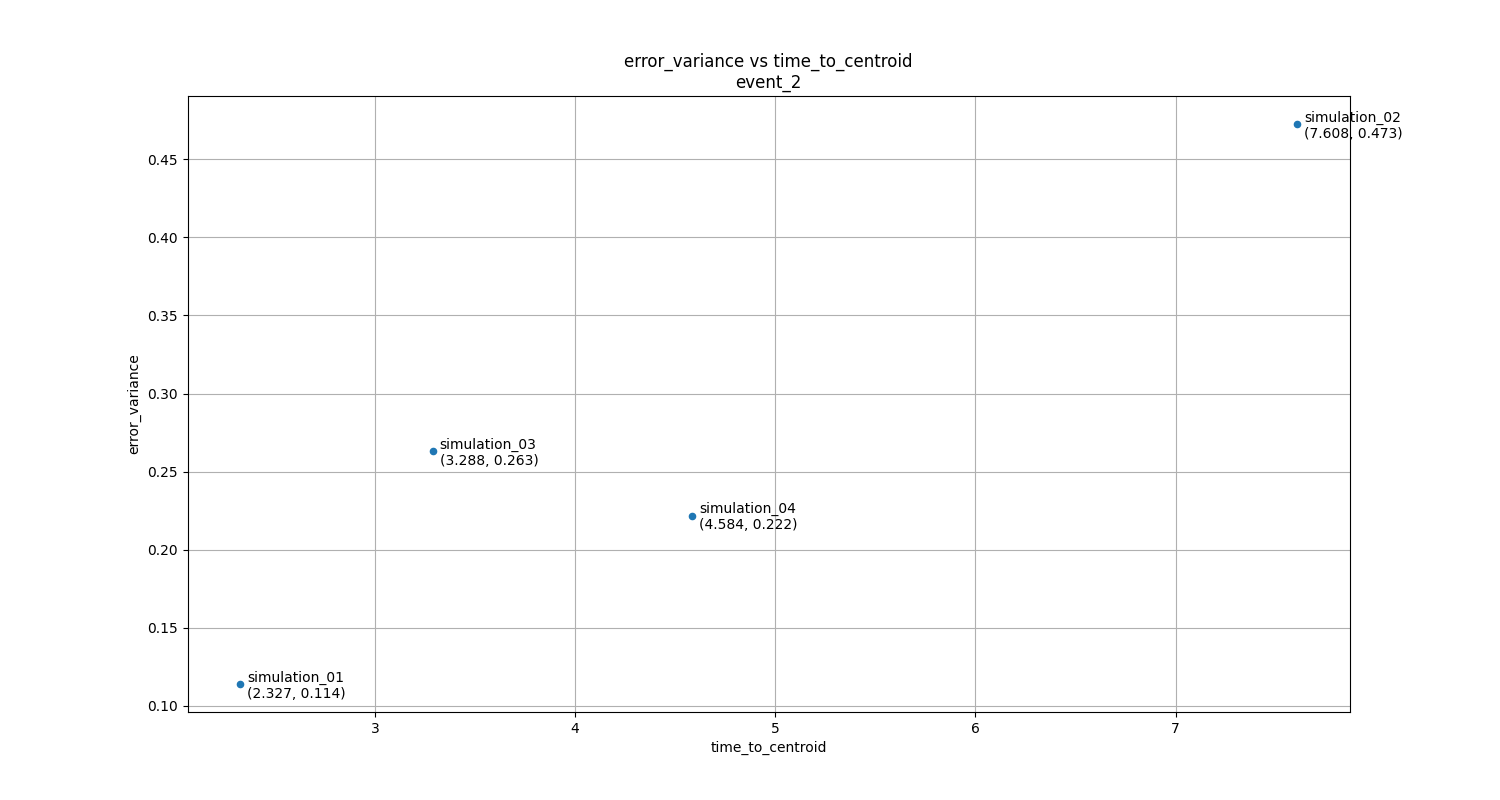 error_variance vs time_to_centroid
event_2
simulation_02
(7.608, 0.473)
0.45
0.40
0.35
0.30
error_variance
simulation_03
(3.288, 0.263)
0.25
simulation_04
(4.584, 0.222)
0.20
0.15
simulation_01
(2.327, 0.114)
0.10
3 4 5 6 7
time_to_centroid